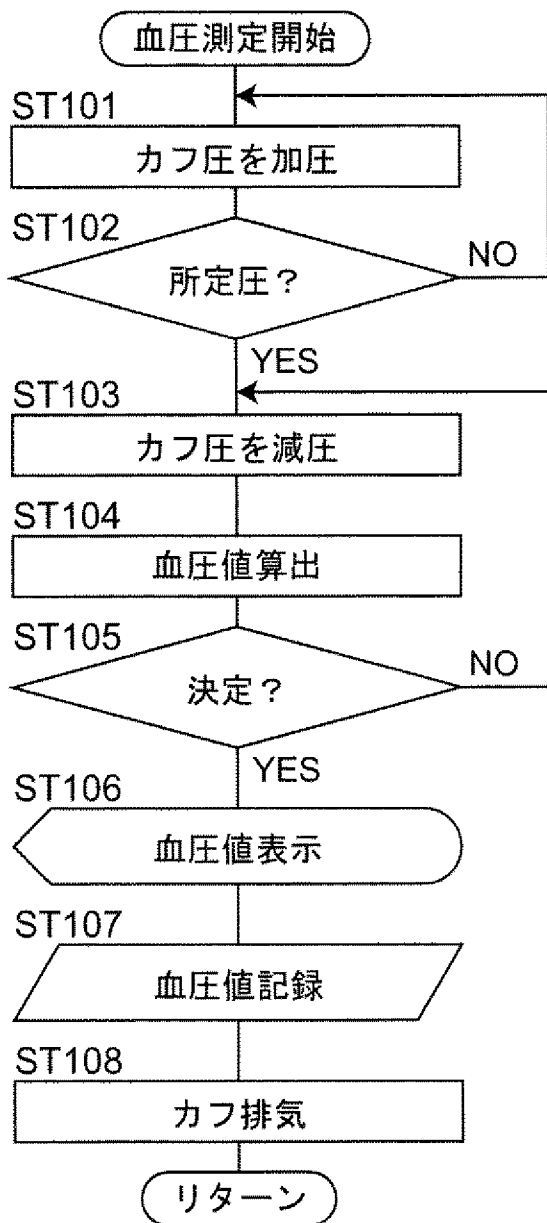 血圧測定開始
ST101
カフ圧を加圧
ST102
所定圧？
NO
YES
ST103
カフ圧を減圧
ST104
血圧値算出
ST105
決定？
NO
YES
ST106
血圧値表示
ST107
血圧値記録
ST108
カフ排気
リターン